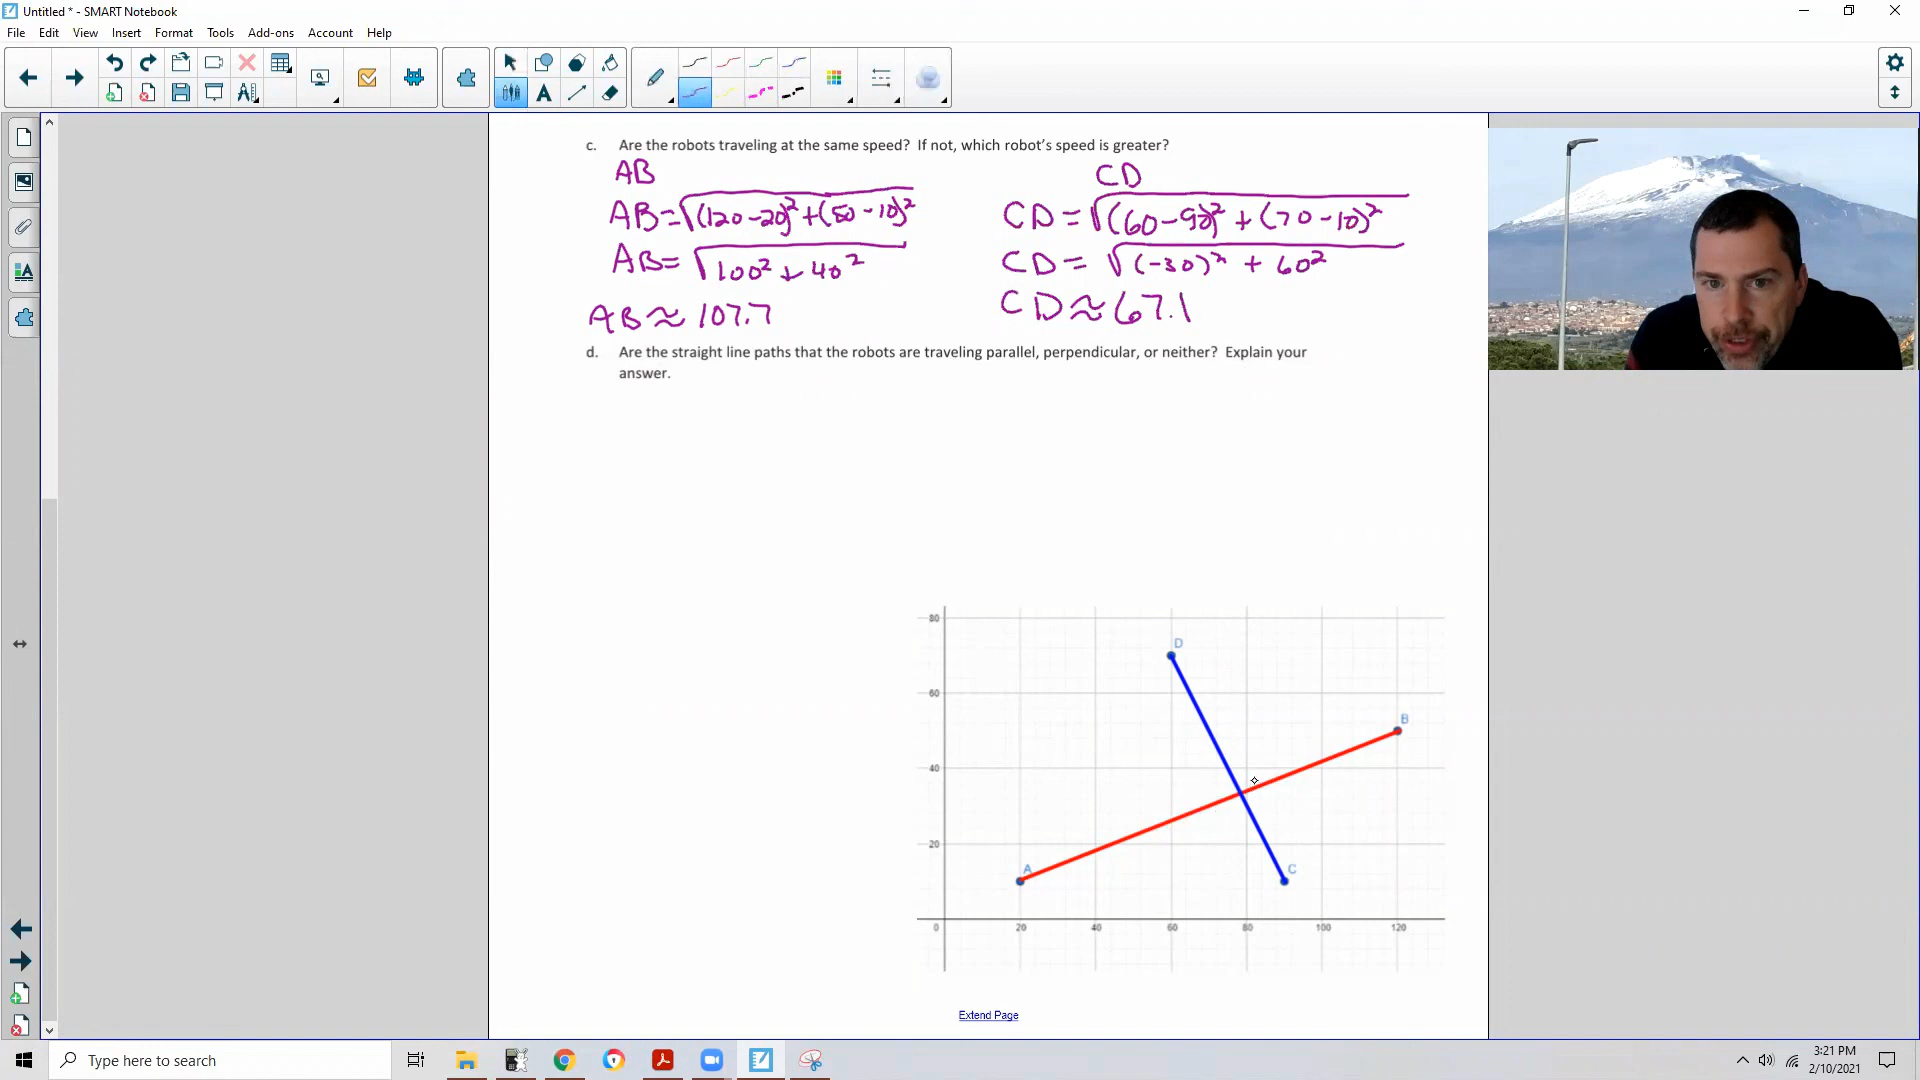 Untitled * - SMART Notebook
File Edit View Insert Format Tools Add-ons Account Help
c. Are the robots traveling at the same speed? If not, which robot's speed is greater?
AB
AB=√(120-20)²+(50-10)²
AB=√100²+40²
AB≈107.7
CD
CD=√(60-90)²+(70-10)²
CD=√(-30)²+60²
CD≈67.1
d. Are the straight line paths that the robots are traveling parallel, perpendicular, or neither? Explain your
answer.
80
60
40
20
D
B
A
C
0 20 40 60 80 100 120
Extend Page
Type here to search
3:21 PM
2/10/2021